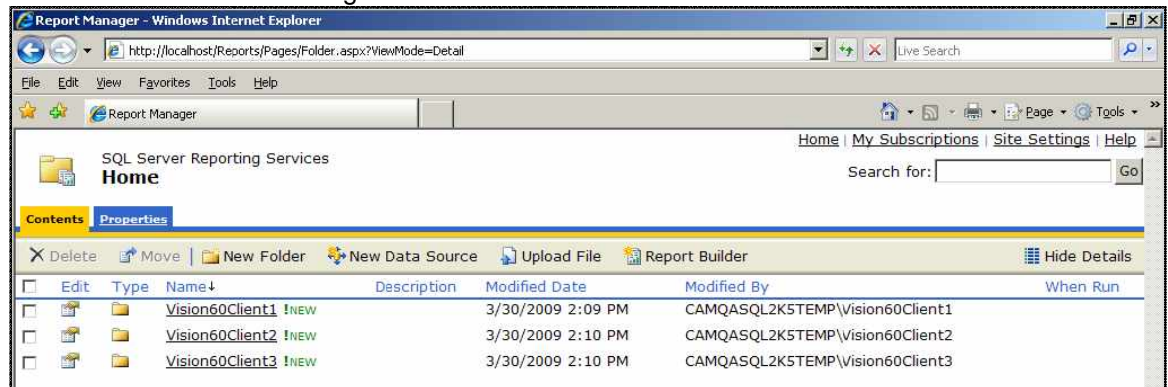 Report Manager - Windows Internet Explorer
http://localhost/Reports/Pages/Folder.aspx?ViewMode=Detail Live Search
File Edit View Favorites Tools Help
Report Manager Page Tools
Home | My Subscriptions | Site Settings | Help
SQL Server Reporting Services
Home Search for: Go
Contents Properties
Delete Move | New Folder New Data Source Upload File Report Builder Hide Details
Edit Type Name↓ Description Modified Date Modified By When Run
Vision60Client1 !NEW 3/30/2009 2:09 PM CAMQASQL2K5TEMP\Vision60Client1
Vision60Client2 !NEW 3/30/2009 2:10 PM CAMQASQL2K5TEMP\Vision60Client2
Vision60Client3 !NEW 3/30/2009 2:10 PM CAMQASQL2K5TEMP\Vision60Client3